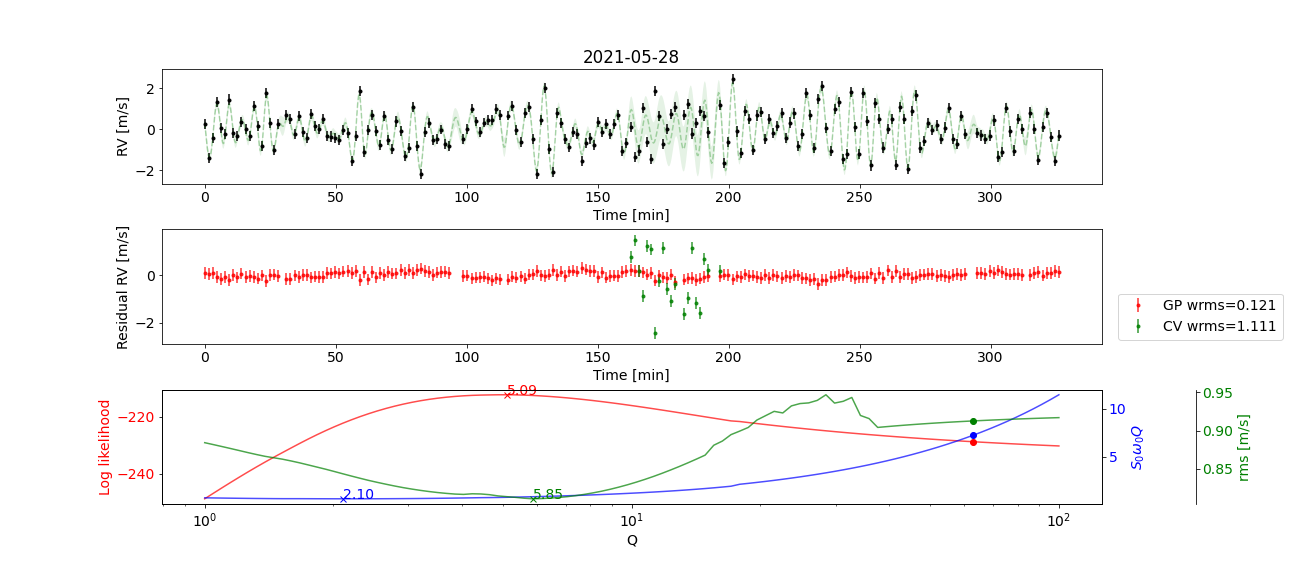 2021-05-28
RV [m/s]
2
0
−2
0 50 100 150 200 250 300
Time [min]
Residual RV [m/s]
0
−2
0 50 100 150 200 250 300
Time [min]
GP wrms=0.121
CV wrms=1.111
Log likelihood
−220
−240
5.09
2.10
5.85
10
5
S₀ω₀Q
0.95
0.90
0.85
rms [m/s]
10⁰ 10¹ 10²
Q